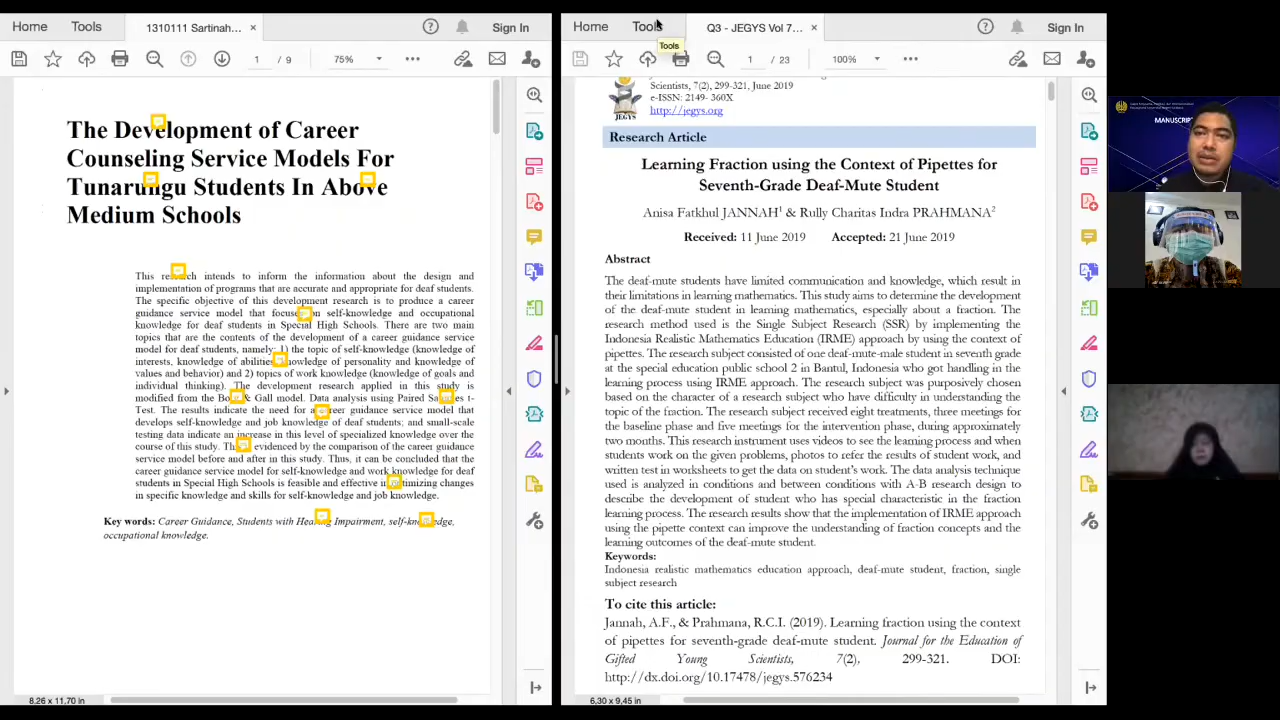 Home Tools 1310111 Sartinah... × Sign In
1 / 9 75%
The Development of Career
Counseling Service Models For
Tunarungu Students In Above
Medium Schools
This research intends to inform the information about the design and
implementation of programs that are accurate and appropriate for deaf students.
The specific objective of this development research is to produce a career
guidance service model that focuses on self-knowledge and occupational
knowledge for deaf students in Special High Schools. There are two main
topics that are the contents of the development of a career guidance service
model for deaf students, namely: 1) the topic of self-knowledge (knowledge of
interests, knowledge of abilities, knowledge of personality and knowledge of
values and behavior) and 2) topics of work knowledge (knowledge of goals and
individual thinking). The development research applied in this study is
modified from the Borg & Gall model. Data analysis using Paired Samples t-
Test. The results indicate the need for a career guidance service model that
develops self-knowledge and job knowledge of deaf students; and small-scale
testing data indicate an increase in this level of specialized knowledge over the
course of this study. This evidenced by the comparison of the career guidance
service model before and after in this study. Thus, it can be concluded that the
career guidance service model for self-knowledge and work knowledge for deaf
students in Special High Schools is feasible and effective in optimizing changes
in specific knowledge and skills for self-knowledge and job knowledge.
Key words: Career Guidance, Students with Hearing Impairment, self-knowledge,
occupational knowledge.
8,26 x 11,70 in
Home Tools Q3 - JEGYS Vol 7... × Sign In
Tools
1 / 23 100%
Scientists, 7(2), 299-321, June 2019
e-ISSN: 2149- 360X
http://jegys.org
JEGYS
Research Article
Learning Fraction using the Context of Pipettes for
Seventh-Grade Deaf-Mute Student
Anisa Fatkhul JANNAH1 & Rully Charitas Indra PRAHMANA2
Received: 11 June 2019 Accepted: 21 June 2019
Abstract
The deaf-mute students have limited communication and knowledge, which result in
their limitations in learning mathematics. This study aims to determine the development
of the deaf-mute student in learning mathematics, especially about a fraction. The
research method used is the Single Subject Research (SSR) by implementing the
Indonesia Realistic Mathematics Education (IRME) approach by using the context of
pipettes. The research subject consisted of one deaf-mute-male student in seventh grade
at the special education public school 2 in Bantul, Indonesia who got handling in the
learning process using IRME approach. The research subject was purposively chosen
based on the character of a research subject who have difficulty in understanding the
topic of the fraction. The research subject received eight treatments, three meetings for
the baseline phase and five meetings for the intervention phase, during approximately
two months. This research instrument uses videos to see the learning process and when
students work on the given problems, photos to refer the results of student work, and
written test in worksheets to get the data on student's work. The data analysis technique
used is analyzed in conditions and between conditions with A-B research design to
describe the development of student who has special characteristic in the fraction
learning process. The research results show that the implementation of IRME approach
using the pipette context can improve the understanding of fraction concepts and the
learning outcomes of the deaf-mute student.
Keywords:
Indonesia realistic mathematics education approach, deaf-mute student, fraction, single
subject research
To cite this article:
Jannah, A.F., & Prahmana, R.C.I. (2019). Learning fraction using the context
of pipettes for seventh-grade deaf-mute student. Journal for the Education of
Gifted Young Scientists, 7(2), 299-321. DOI:
http://dx.doi.org/10.17478/jegys.576234
6,30 x 9,45 in
MANUSCRIP